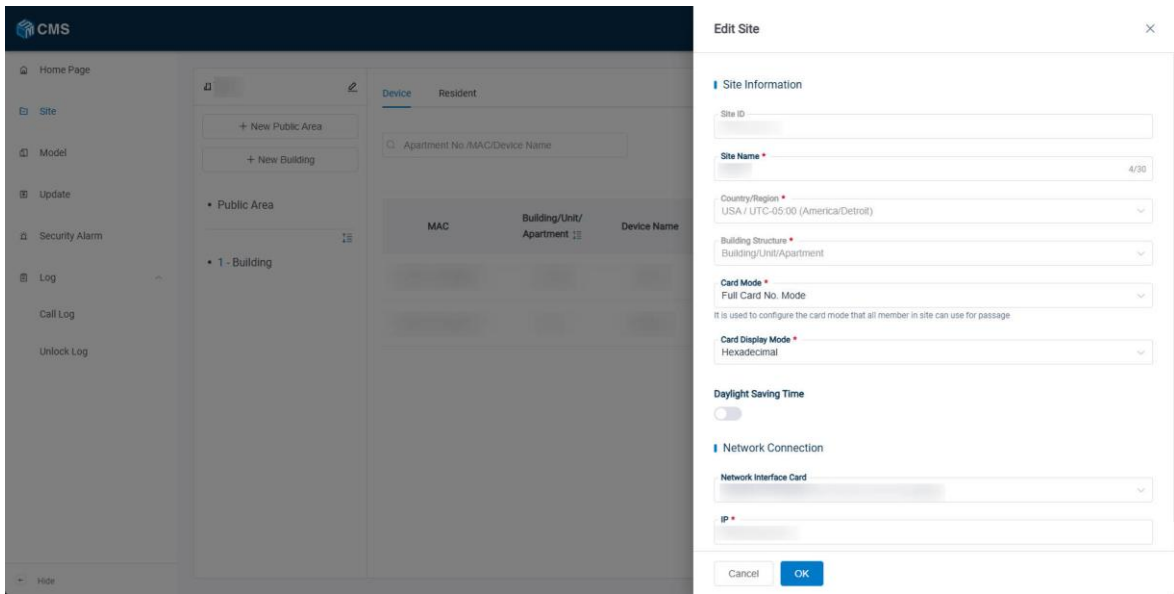 CMS
Home Page
Site
Model
Update
Security Alarm
Log
Call Log
Unlock Log
Hide
+ New Public Area
+ New Building
• Public Area
• 1 - Building
Device Resident
Apartment No /MAC/Device Name
MAC Building/Unit/ Device Name
Apartment
Edit Site
Site Information
Site ID
Site Name *
4/30
Country/Region *
USA / UTC-05:00 (America/Detroit)
Building Structure *
Building/Unit/Apartment
Card Mode *
Full Card No. Mode
It is used to configure the card mode that all member in site can use for passage
Card Display Mode *
Hexadecimal
Daylight Saving Time
Network Connection
Network Interface Card
IP *
Cancel OK